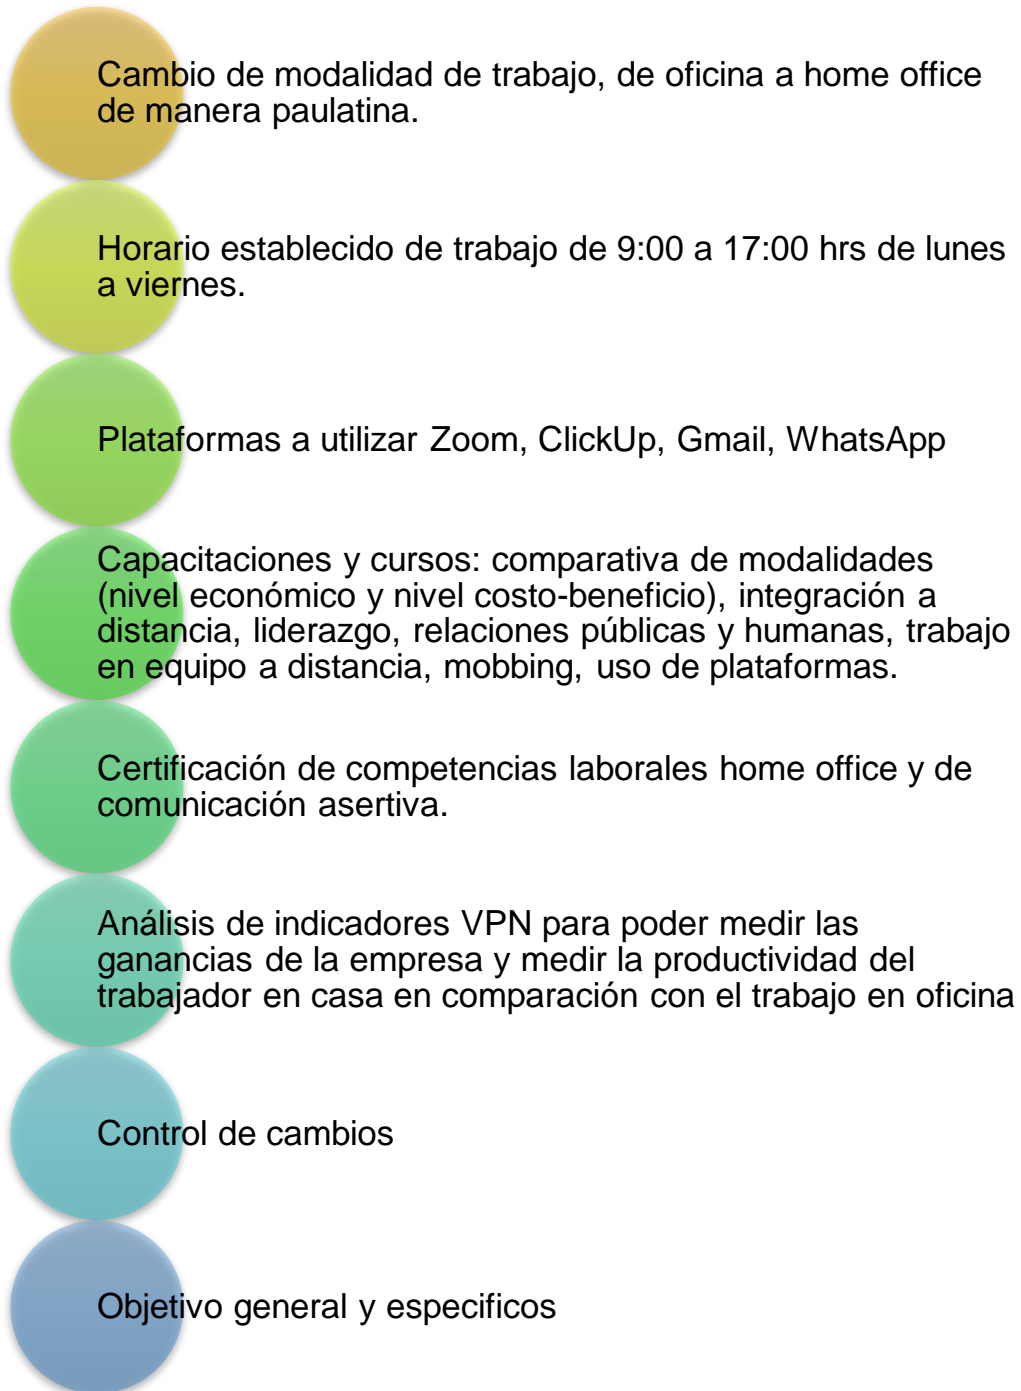 Cambio de modalidad de trabajo, de oficina a home office
de manera paulatina.
Horario establecido de trabajo de 9:00 a 17:00 hrs de lunes
a viernes.
Plataformas a utilizar Zoom, ClickUp, Gmail, WhatsApp
Capacitaciones y cursos: comparativa de modalidades
(nivel económico y nivel costo-beneficio), integración a
distancia, liderazgo, relaciones públicas y humanas, trabajo
en equipo a distancia, mobbing, uso de plataformas.
Certificación de competencias laborales home office y de
comunicación asertiva.
Análisis de indicadores VPN para poder medir las
ganancias de la empresa y medir la productividad del
trabajador en casa en comparación con el trabajo en oficina
Control de cambios
Objetivo general y especificos